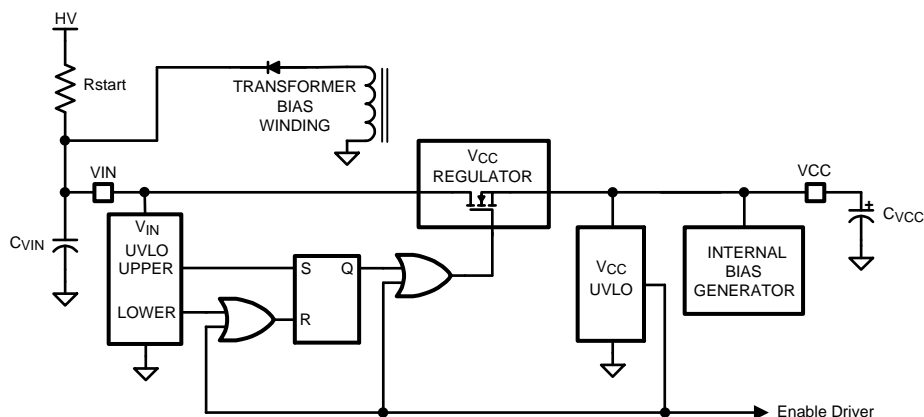 HV
Rstart
TRANSFORMER
BIAS
WINDING
VIN
VCC
REGULATOR
VCC
CVIN
VIN
UVLO
UPPER
LOWER
S
Q
R
VCC
UVLO
INTERNAL
BIAS
GENERATOR
+
CVCC
Enable Driver